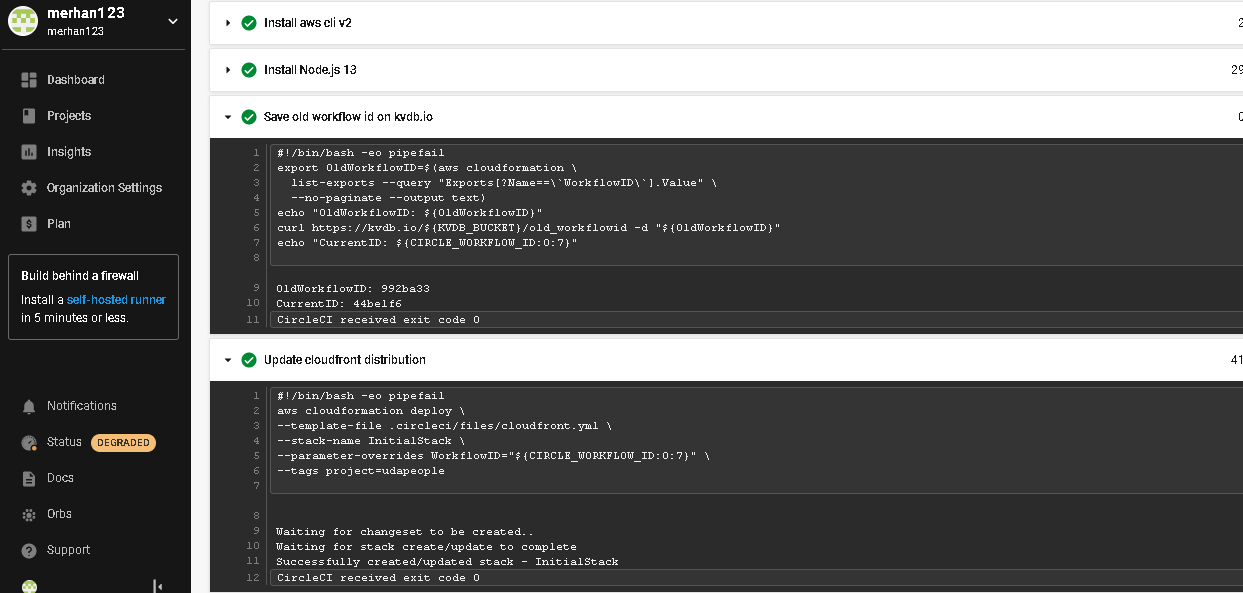 merhan123
merhan123
Dashboard
Projects
Insights
Organization Settings
Plan
Build behind a firewall
Install a self-hosted runner
in 5 minutes or less.
Notifications
Status DEGRADED
Docs
Orbs
Support
Install aws cli v2
Install Node.js 13
29
Save old workflow id on kvdb.io
1 #!/bin/bash -eo pipefail
2 export OldWorkflowID=$(aws cloudformation \
3 list-exports --query "Exports[?Name==\`WorkflowID\`].Value" \
4 --no-paginate --output text)
5 echo "OldWorkflowID: ${OldWorkflowID}"
6 curl https://kvdb.io/${KVDB_BUCKET}/old_workflowid -d "${OldWorkflowID}"
7 echo "CurrentID: ${CIRCLE_WORKFLOW_ID:0:7}"
8
9 OldWorkflowID: 992ba33
10 CurrentID: 44be1f6
11 CircleCI received exit code 0
Update cloudfront distribution
41
1 #!/bin/bash -eo pipefail
2 aws cloudformation deploy \
3 --template-file .circleci/files/cloudfront.yml \
4 --stack-name InitialStack \
5 --parameter-overrides WorkflowID="${CIRCLE_WORKFLOW_ID:0:7}" \
6 --tags project=udapeople
7
8
9 Waiting for changeset to be created..
10 Waiting for stack create/update to complete
11 Successfully created/updated stack - InitialStack
12 CircleCI received exit code 0